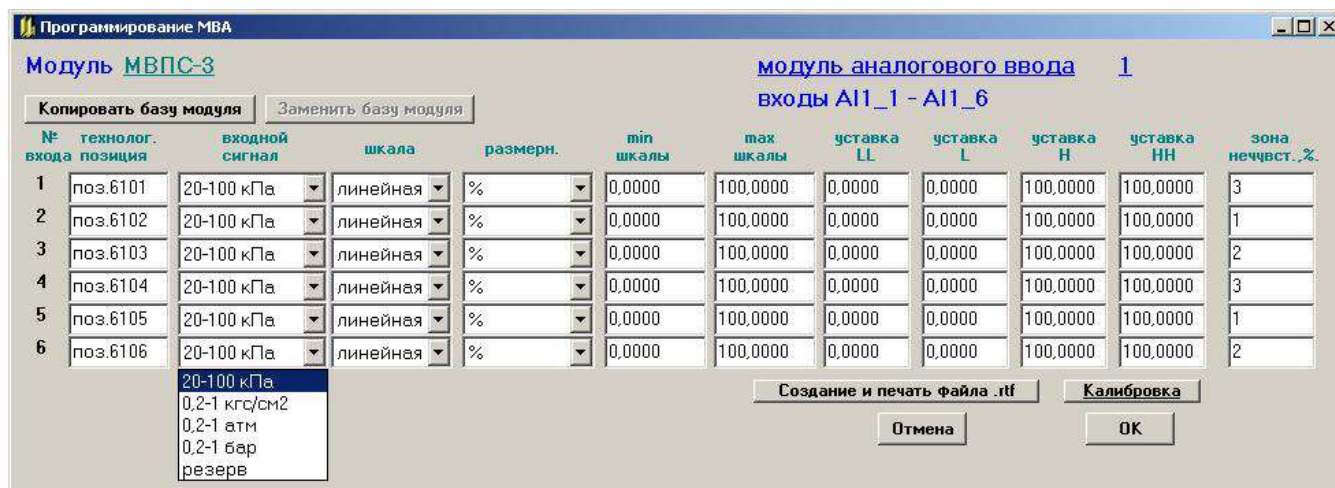 Программирование МВА
Модуль МВПС-3
модуль аналогового ввода 1
Копировать базу модуля Заменить базу модуля
входы AI1_1 - AI1_6
№ входа технолог. позиция входной сигнал шкала размерн. min шкалы max шкалы уставка LL уставка L уставка H уставка HH зона нечувст.,%.
1 поз.6101 20-100 кПа линейная % 0,0000 100,0000 0,0000 0,0000 100,0000 100,0000 3
2 поз.6102 20-100 кПа линейная % 0,0000 100,0000 0,0000 0,0000 100,0000 100,0000 1
3 поз.6103 20-100 кПа линейная % 0,0000 100,0000 0,0000 0,0000 100,0000 100,0000 2
4 поз.6104 20-100 кПа линейная % 0,0000 100,0000 0,0000 0,0000 100,0000 100,0000 3
5 поз.6105 20-100 кПа линейная % 0,0000 100,0000 0,0000 0,0000 100,0000 100,0000 1
6 поз.6106 20-100 кПа линейная % 0,0000 100,0000 0,0000 0,0000 100,0000 100,0000 2
20-100 кПа
0,2-1 кгс/см2
0,2-1 атм
0,2-1 бар
резерв
Создание и печать файла .rtf Калибровка
Отмена OK